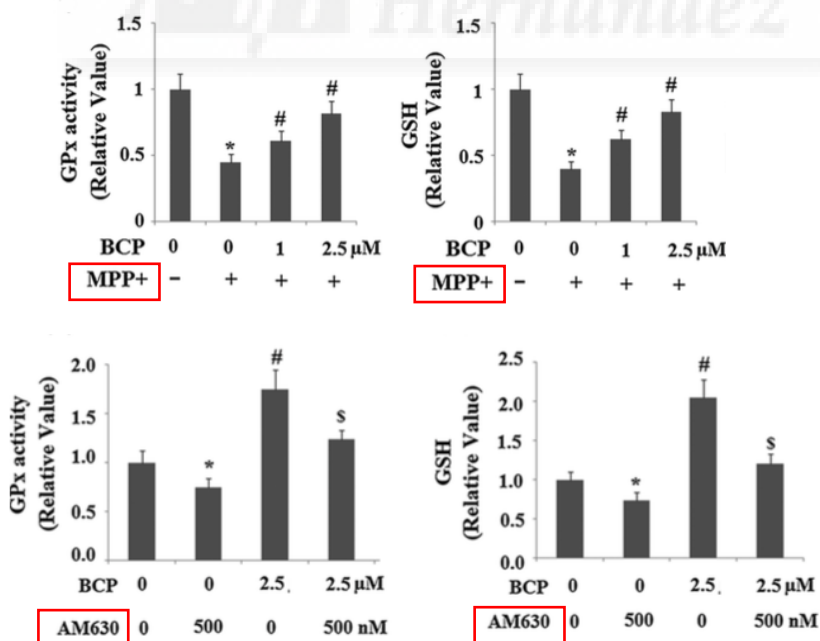 Hernández
1.5
1
0.5
0
GPx activity
(Relative Value)
*
#
#
BCP 0 0 1 2.5 µM
MPP+ − + + +
1.5
1
0.5
0
GSH
(Relative Value)
*
#
#
BCP 0 0 1 2.5 µM
MPP+ − + + +
2.0
1.5
1.0
0.5
0.0
GPx activity
(Relative Value)
*
#
$
BCP 0 0 2.5. 2.5 µM
AM630 0 500 0 500 nM
2.5
2.0
1.5
1.0
0.5
0.0
GSH
(Relative Value)
*
#
$
BCP 0 0 2.5. 2.5 µM
AM630 0 500 0 500 nM